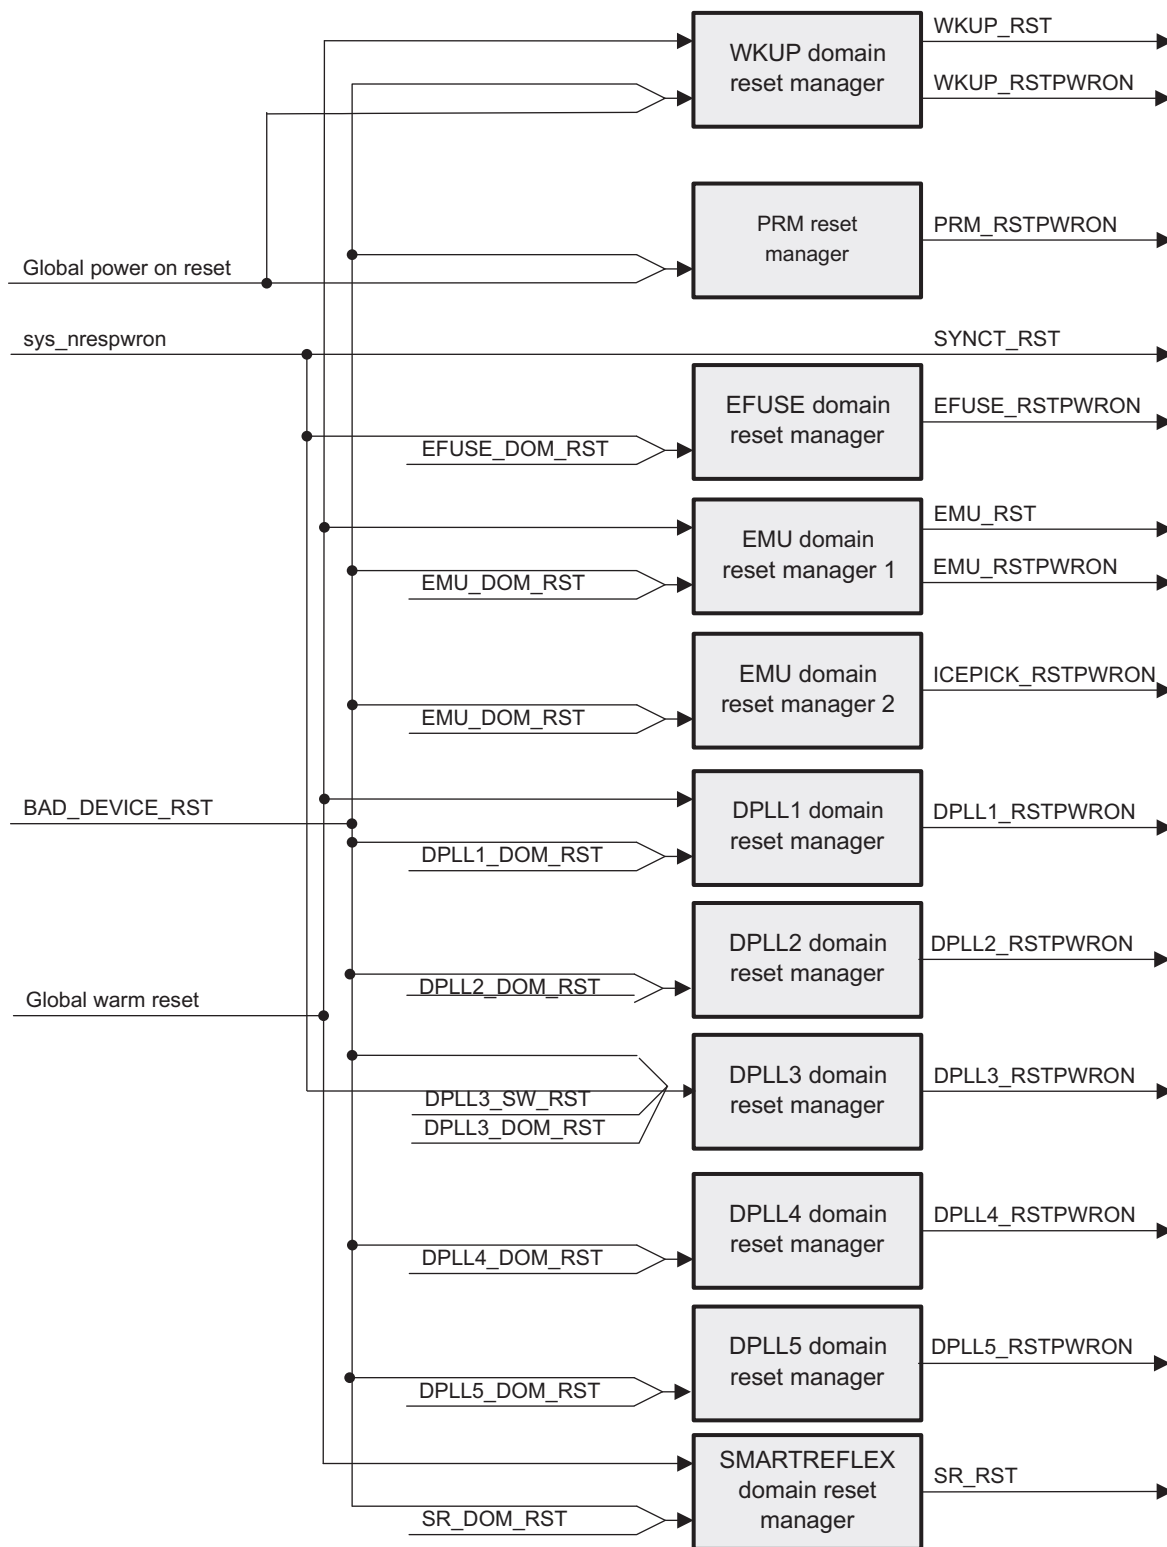 WKUP domain
reset manager
WKUP_RST
WKUP_RSTPWRON
Global power on reset
PRM reset
manager
PRM_RSTPWRON
sys_nrespwron
SYNCT_RST
EFUSE_DOM_RST
EFUSE domain
reset manager
EFUSE_RSTPWRON
EMU_DOM_RST
EMU domain
reset manager 1
EMU_RST
EMU_RSTPWRON
EMU_DOM_RST
EMU domain
reset manager 2
ICEPICK_RSTPWRON
BAD_DEVICE_RST
DPLL1_DOM_RST
DPLL1 domain
reset manager
DPLL1_RSTPWRON
DPLL2_DOM_RST
DPLL2 domain
reset manager
DPLL2_RSTPWRON
Global warm reset
DPLL3_SW_RST
DPLL3_DOM_RST
DPLL3 domain
reset manager
DPLL3_RSTPWRON
DPLL4_DOM_RST
DPLL4 domain
reset manager
DPLL4_RSTPWRON
DPLL5_DOM_RST
DPLL5 domain
reset manager
DPLL5_RSTPWRON
SR_DOM_RST
SMARTREFLEX
domain reset
manager
SR_RST